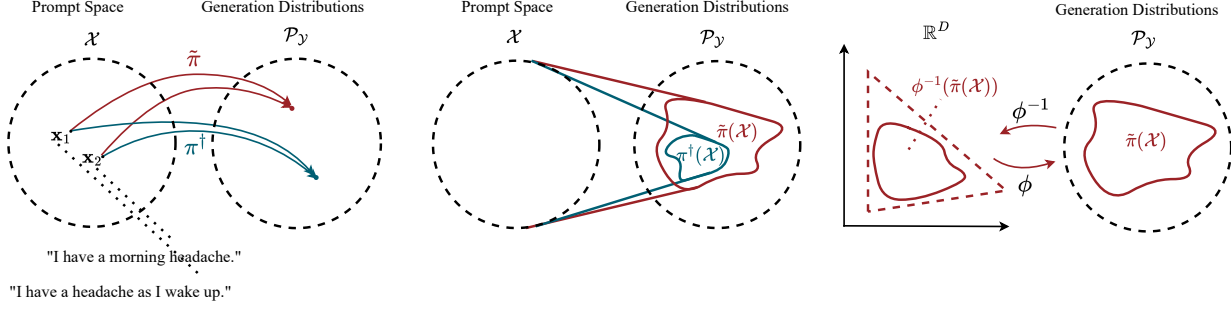 Prompt Space
Generation Distributions
𝒳
𝒫𝒴
π̃
x₁
x₂
π†
"I have a morning headache."
"I have a headache as I wake up."
Prompt Space
Generation Distributions
𝒳
𝒫𝒴
π̃(𝒳)
π†(𝒳)
ℝᴰ
Generation Distributions
𝒫𝒴
ϕ⁻¹(π̃(𝒳))
ϕ⁻¹
ϕ
π̃(𝒳)